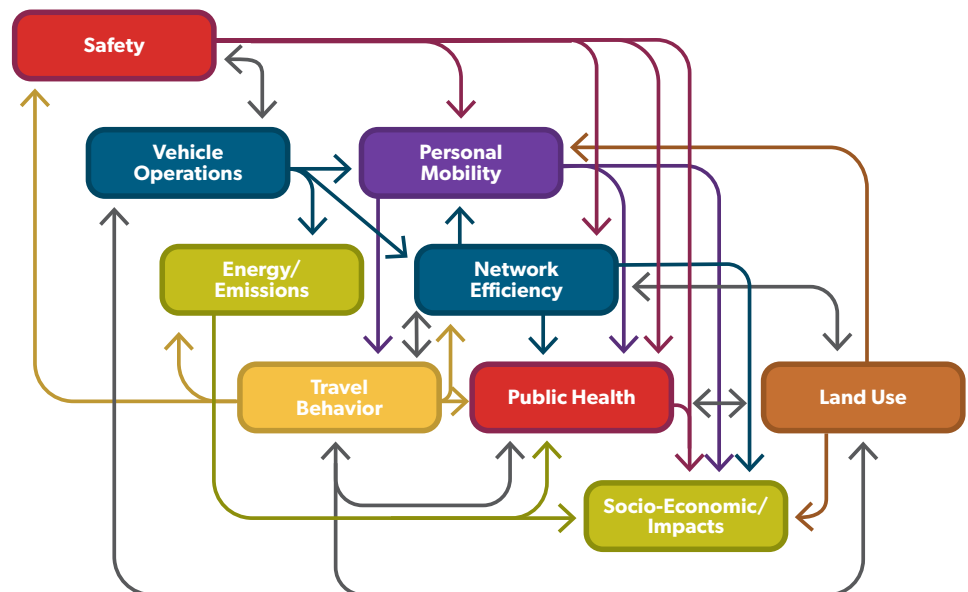 Safety
Vehicle
Operations
Personal
Mobility
Energy/
Emissions
Network
Efficiency
Travel
Behavior
Public Health
Land Use
Socio-Economic/
Impacts